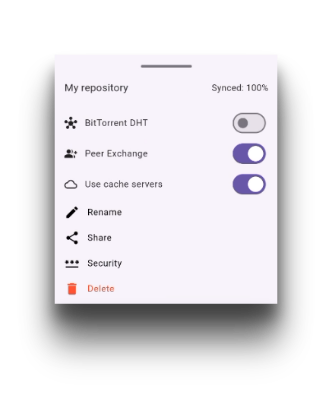 My repository Synced: 100%
BitTorrent DHT
Peer Exchange
Use cache servers
Rename
Share
Security
Delete